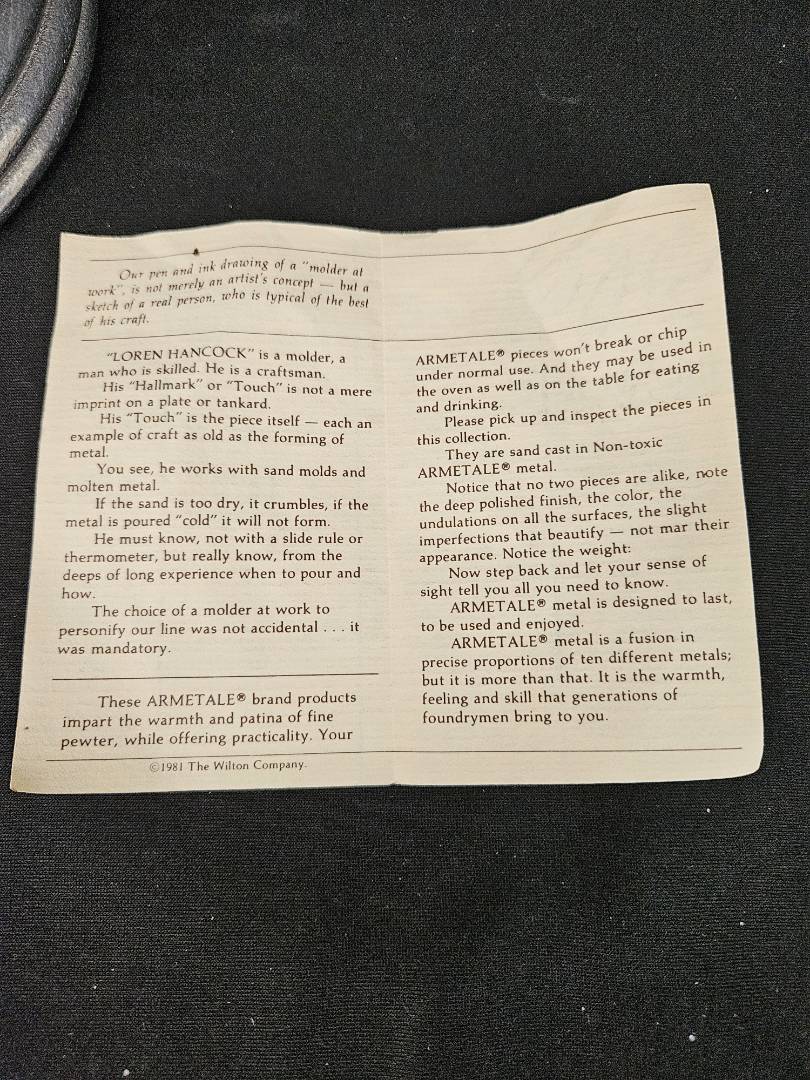 Our pen and ink drawing of a "molder at
work", is not merely an artist's concept — but a
sketch of a real person, who is typical of the best
of his craft.
"LOREN HANCOCK" is a molder, a
man who is skilled. He is a craftsman.
His "Hallmark" or "Touch" is not a mere
imprint on a plate or tankard.
His "Touch" is the piece itself — each an
example of craft as old as the forming of
metal.
You see, he works with sand molds and
molten metal.
If the sand is too dry, it crumbles, if the
metal is poured "cold" it will not form.
He must know, not with a slide rule or
thermometer, but really know, from the
deeps of long experience when to pour and
how.
The choice of a molder at work to
personify our line was not accidental . . . it
was mandatory.
These ARMETALE® brand products
impart the warmth and patina of fine
pewter, while offering practicality. Your
©1981 The Wilton Company.
ARMETALE® pieces won't break or chip
under normal use. And they may be used in
the oven as well as on the table for eating
and drinking.
Please pick up and inspect the pieces in
this collection.
They are sand cast in Non-toxic
ARMETALE® metal.
Notice that no two pieces are alike, note
the deep polished finish, the color, the
undulations on all the surfaces, the slight
imperfections that beautify — not mar their
appearance. Notice the weight:
Now step back and let your sense of
sight tell you all you need to know.
ARMETALE® metal is designed to last,
to be used and enjoyed.
ARMETALE® metal is a fusion in
precise proportions of ten different metals;
but it is more than that. It is the warmth,
feeling and skill that generations of
foundrymen bring to you.